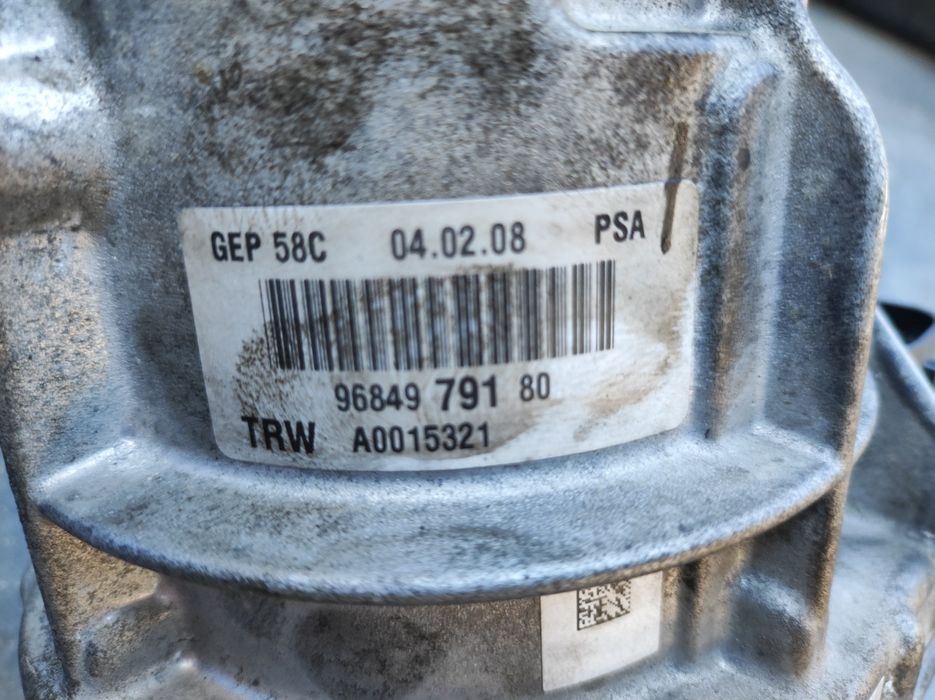 GEP 58C 04.02.08 PSA
96849 791 80
TRW A0015321